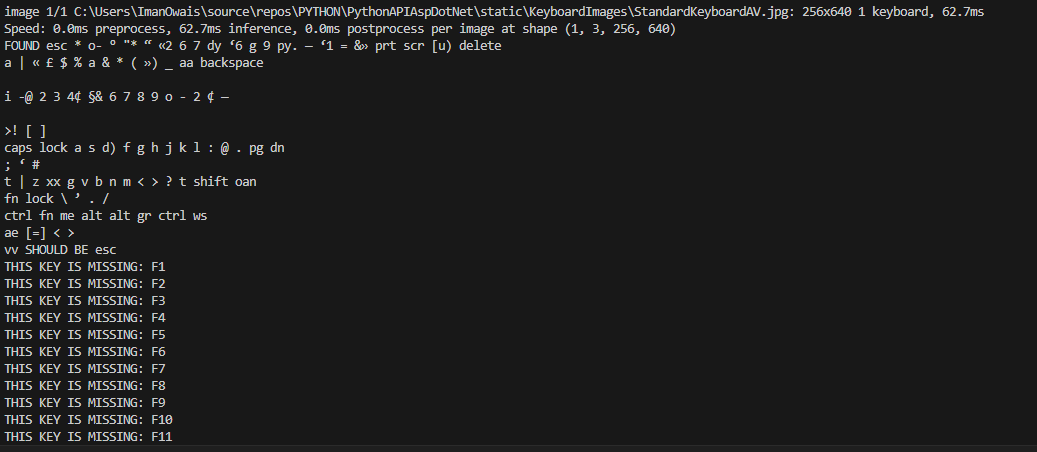 image 1/1 C:\Users\ImanOwais\source\repos\PYTHON\PythonAPIAspDotNet\static\KeyboardImages\StandardKeyboardAV.jpg: 256x640 1 keyboard, 62.7ms
Speed: 0.0ms preprocess, 62.7ms inference, 0.0ms postprocess per image at shape (1, 3, 256, 640)
FOUND esc * o- ° "* “ «2 6 7 dy ‘6 g 9 py. — ‘1 = &» prt scr [u) delete
a | « £ $ % a & * ( ») _ aa backspace
i -@ 2 3 4¢ §& 6 7 8 9 o - 2 ¢ —
>! [ ]
caps lock a s d) f g h j k l : @ . pg dn
; ‘ #
t | z xx g v b n m < > ? t shift oan
fn lock \ ’ . /
ctrl fn me alt alt gr ctrl ws
ae [=] < >
vv SHOULD BE esc
THIS KEY IS MISSING: F1
THIS KEY IS MISSING: F2
THIS KEY IS MISSING: F3
THIS KEY IS MISSING: F4
THIS KEY IS MISSING: F5
THIS KEY IS MISSING: F6
THIS KEY IS MISSING: F7
THIS KEY IS MISSING: F8
THIS KEY IS MISSING: F9
THIS KEY IS MISSING: F10
THIS KEY IS MISSING: F11